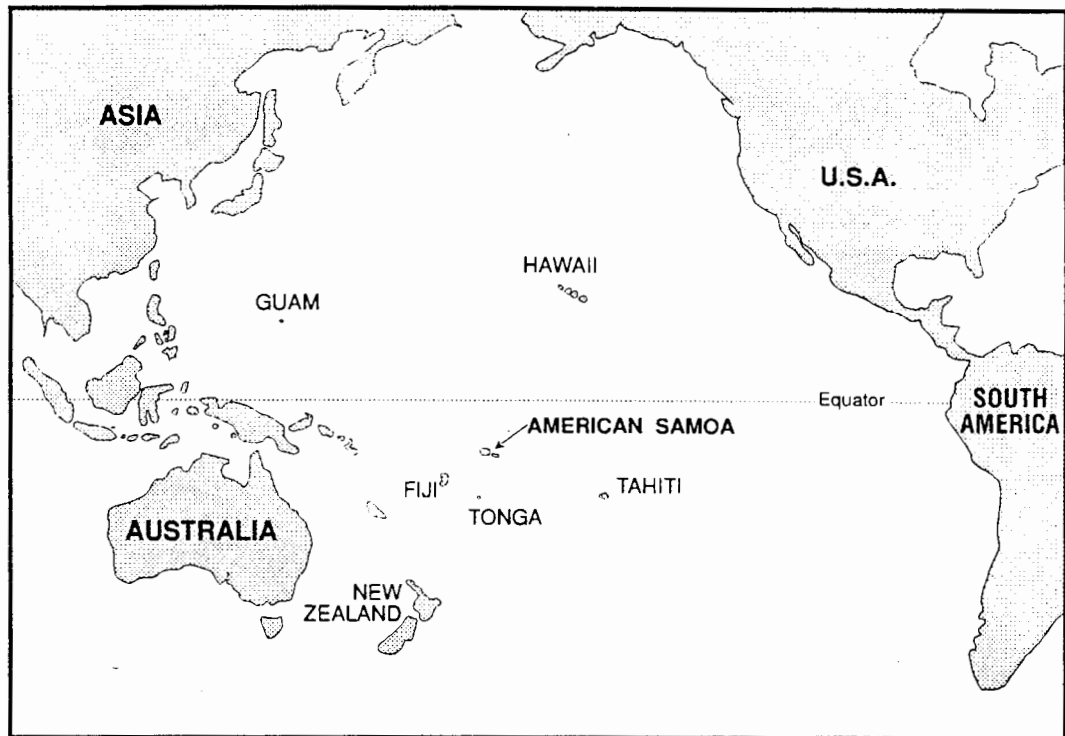 ASIA
U.S.A.
HAWAII
GUAM
Equator
SOUTH
AMERICA
AMERICAN SAMOA
FIJI
TONGA
TAHITI
AUSTRALIA
NEW
ZEALAND